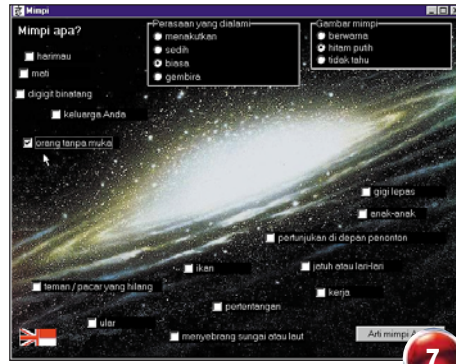 Mimpi
Mimpi apa?
Perasaan yang dialami
menakutkan
sedih
biasa
gembira
Gambar mimpi
berwarna
hitam putih
tidak tahu
harimau
mati
digigit binatang
keluarga Anda
orang tanpa muka
gigi lepas
anak-anak
pertunjukan di depan penonton
ikan
jatuh atau lari-lari
teman / pacar yang hilang
kerja
pertentangan
ular
menyebrang sungai atau laut
Arti mimpi
7